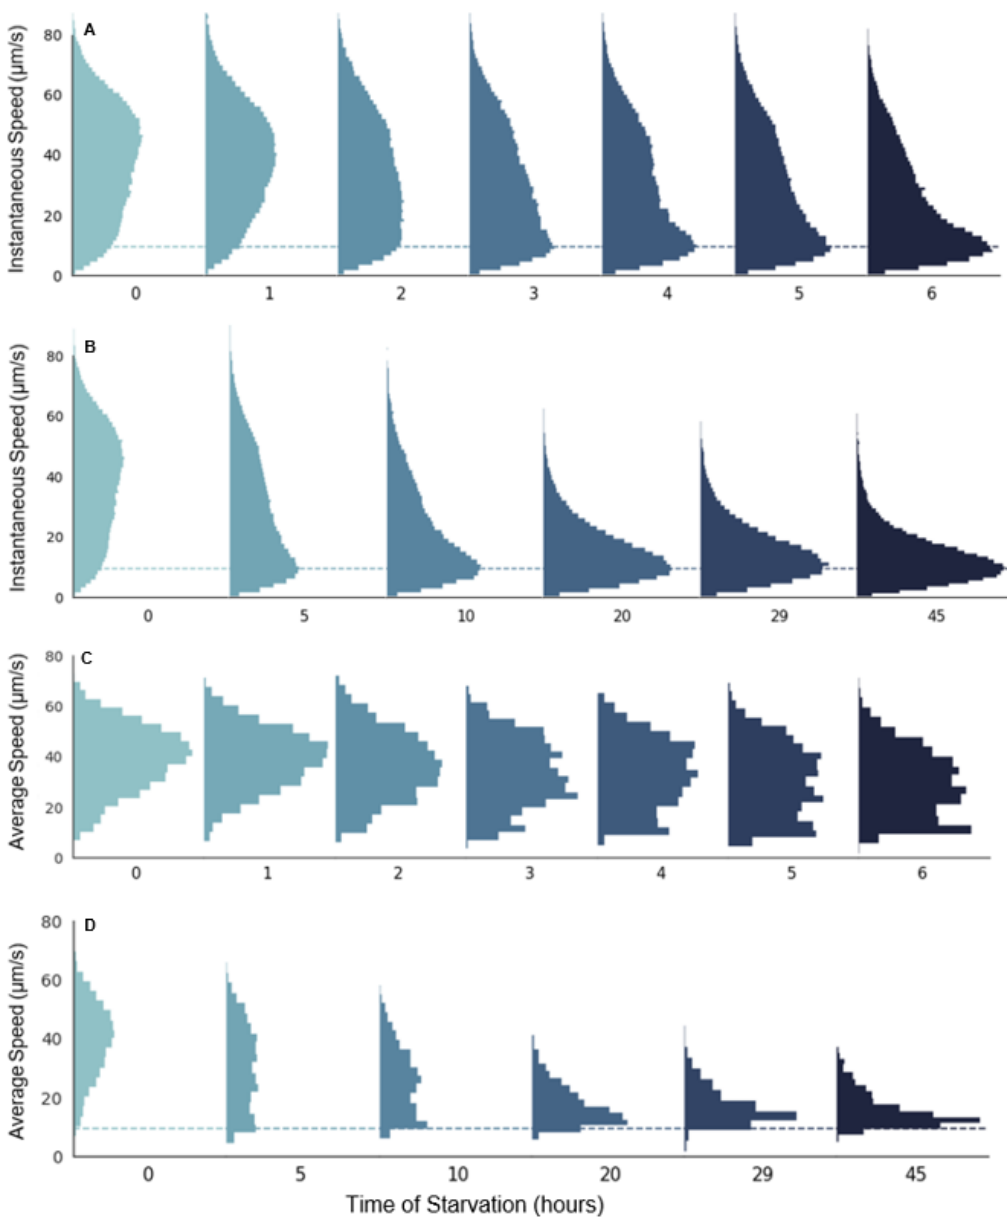 A
Instantaneous Speed (μm/s)
80
60
40
20
0
0 1 2 3 4 5 6
B
Instantaneous Speed (μm/s)
80
60
40
20
0
0 5 10 20 29 45
C
Average Speed (μm/s)
80
60
40
20
0
0 1 2 3 4 5 6
D
Average Speed (μm/s)
80
60
40
20
0
0 5 10 20 29 45
Time of Starvation (hours)